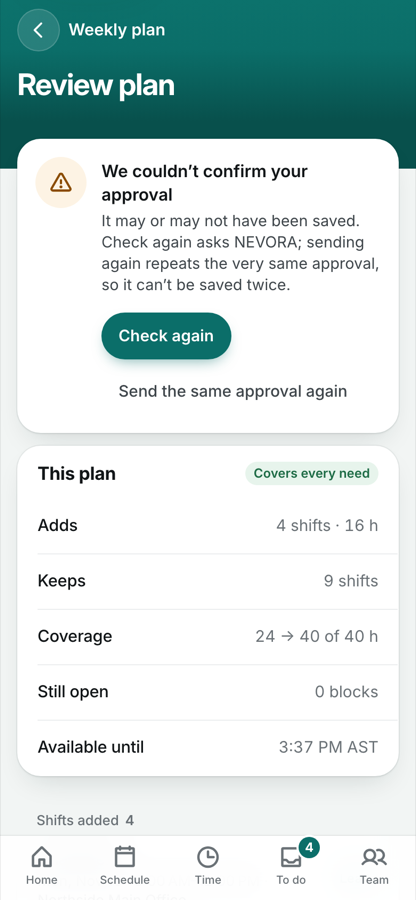 Weekly plan
Review plan
We couldn’t confirm your
approval
It may or may not have been saved.
Check again asks NEVORA; sending
again repeats the very same approval,
so it can’t be saved twice.
Check again
Send the same approval again
This plan
Covers every need
Adds
4 shifts · 16 h
Keeps
9 shifts
Coverage
24 → 40 of 40 h
Still open
0 blocks
Available until
3:37 PM AST
Shifts added 4
4
Home
Schedule
Time
To do
Team